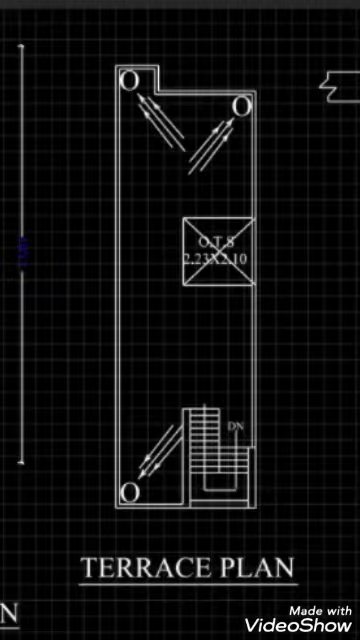 O.T.S
2.23X2.10
DN
TERRACE PLAN
N
Made with
VideoShow